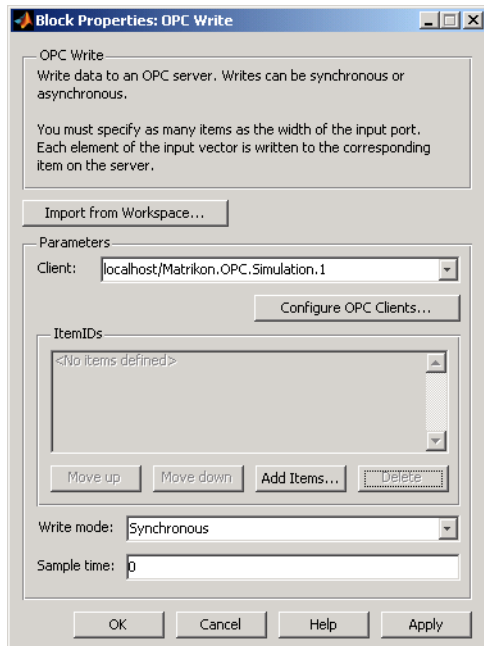 Block Properties: OPC Write
OPC Write
Write data to an OPC server. Writes can be synchronous or
asynchronous.
You must specify as many items as the width of the input port.
Each element of the input vector is written to the corresponding
item on the server.
Import from Workspace...
Parameters
Client: localhost/Matrikon.OPC.Simulation.1
Configure OPC Clients...
ItemIDs
<No items defined>
Move up Move down Add Items... Delete
Write mode: Synchronous
Sample time: 0
OK Cancel Help Apply